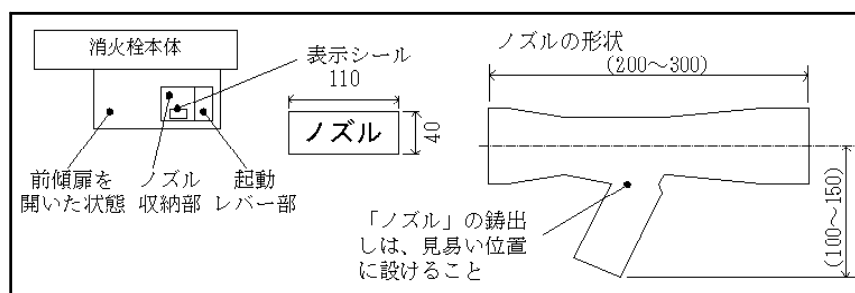 消火栓本体
表示シール
110
ノズル
40
前傾扉を
開いた状態
ノズル
収納部
起動
レバー部
ノズルの形状
(200～300)
(100～150)
「ノズル」の鋳出
しは、見易い位置
に設けること